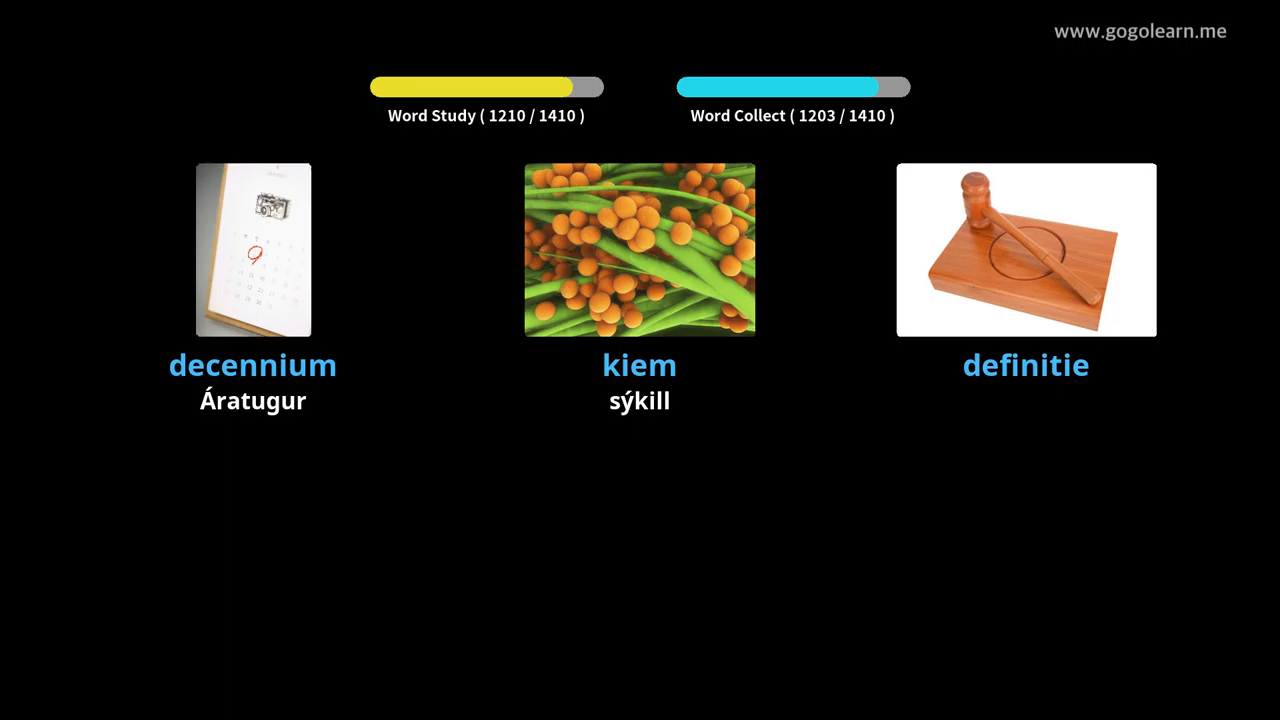 www.gogolearn.me
Word Study ( 1210 / 1410 )
Word Collect ( 1203 / 1410 )
decennium
Áratugur
kiem
sýkill
definitie